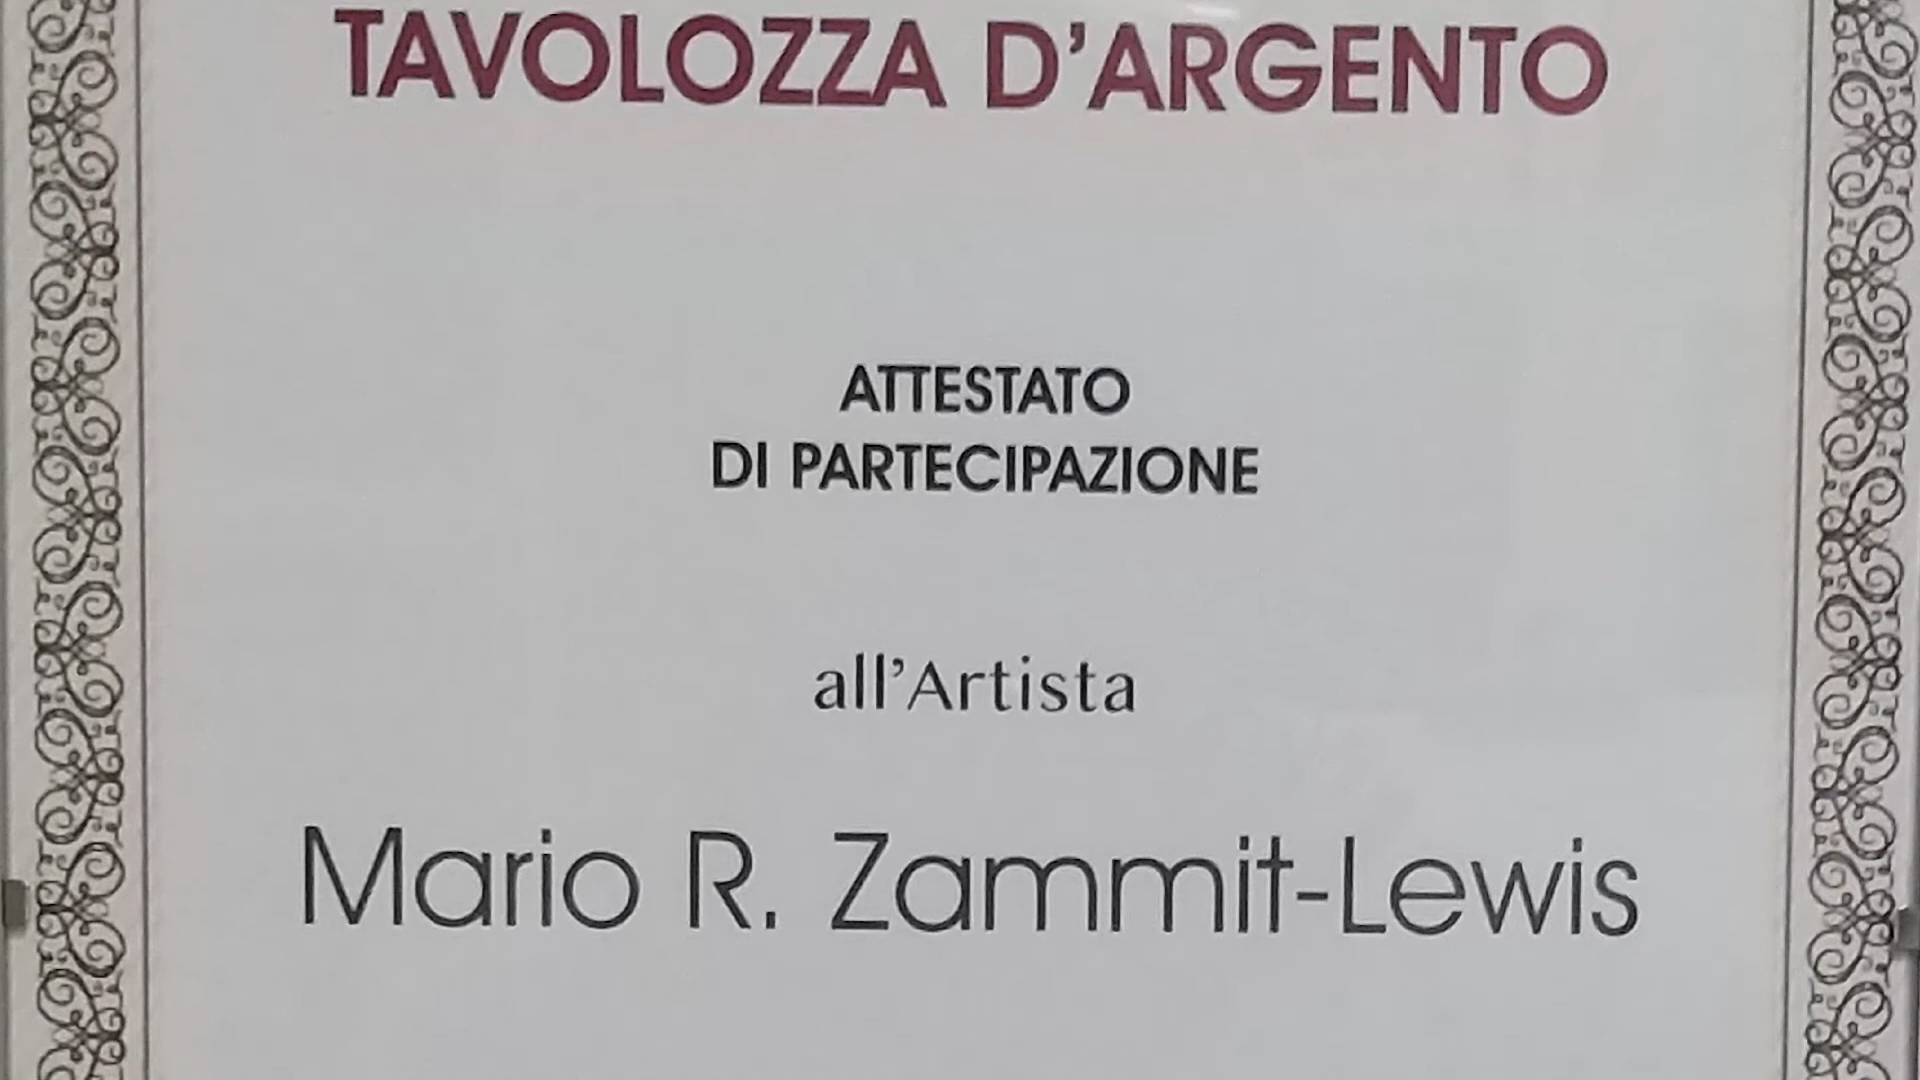 TAVOLOZZA D’ARGENTO
ATTESTATO
DI PARTECIPAZIONE
all’Artista
Mario R. Zammit-Lewis